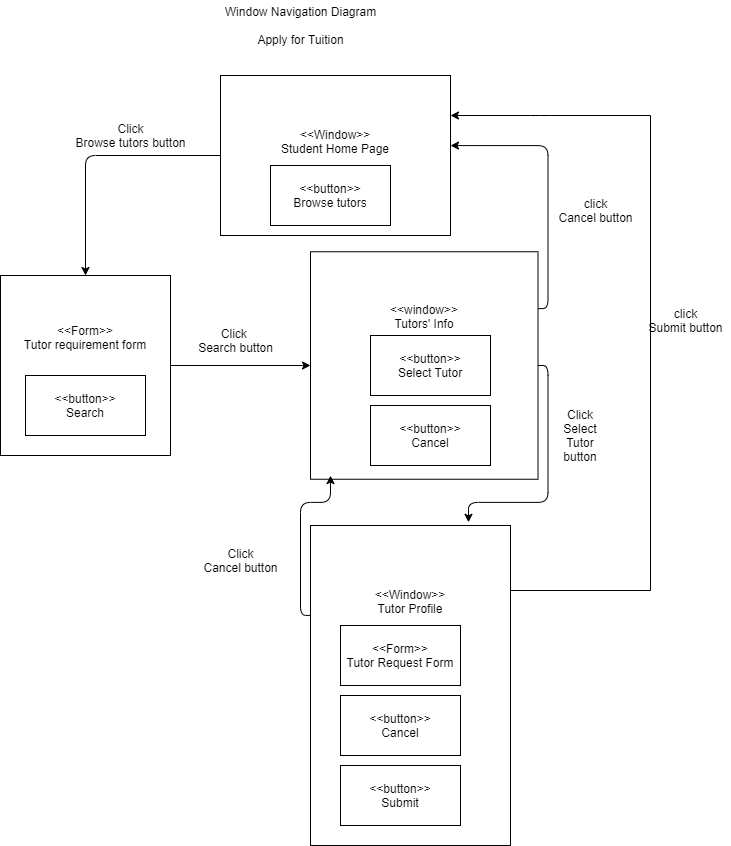 Window Navigation Diagram
Apply for Tuition
Click
Browse tutors button
<<Window>>
Student Home Page
<<button>>
Browse tutors
click
Cancel button
<<Form>>
Tutor requirement form
<<button>>
Search
Click
Search button
<<window>>
Tutors' Info
<<button>>
Select Tutor
<<button>>
Cancel
click
Submit button
Click
Select
Tutor
button
Click
Cancel button
<<Window>>
Tutor Profile
<<Form>>
Tutor Request Form
<<button>>
Cancel
<<button>>
Submit